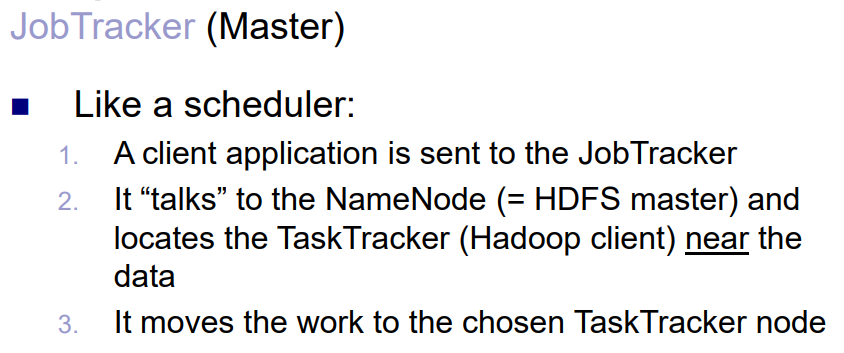 JobTracker (Master)
Like a scheduler:
1. A client application is sent to the JobTracker
2. It “talks” to the NameNode (= HDFS master) and
locates the TaskTracker (Hadoop client) near the
data
3. It moves the work to the chosen TaskTracker node